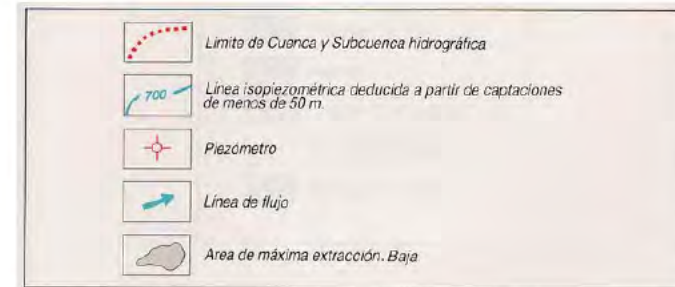 Limite de Cuenca y Subcuenca hidrográfica
700
Línea isopiezométrica deducida a partir de captaciones
de menos de 50 m.
Piezómetro
Línea de flujo
Area de máxima extracción. Baja